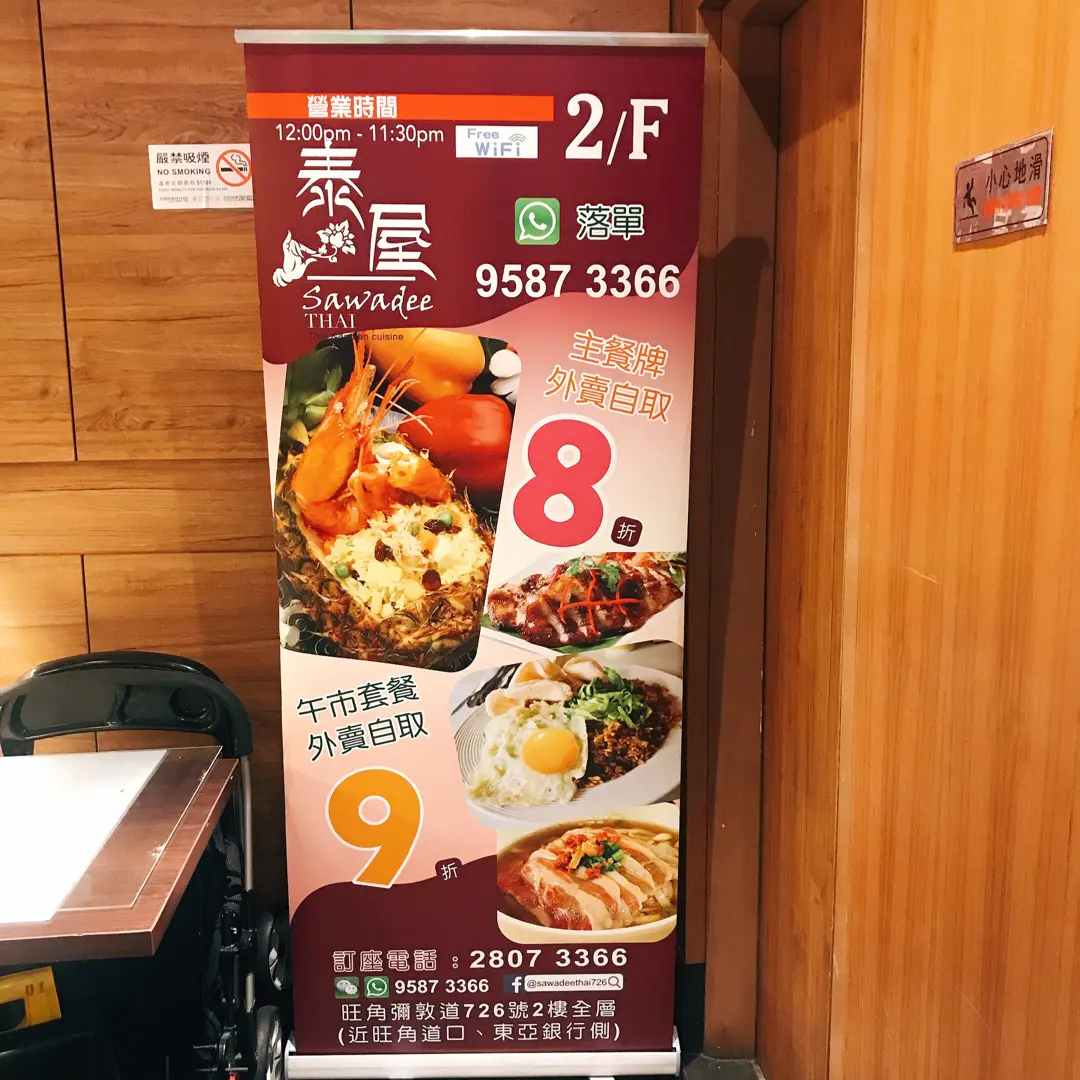 營業時間
12:00pm - 11:30pm
Free WiFi
2/F
嚴禁吸煙
NO SMOKING
小心地滑
泰屋
Sawadee
THAI
cuisine
落單
9587 3366
主餐牌
外賣自取
8折
午市套餐
外賣自取
9折
訂座電話 : 2807 3366
9587 3366 f @sawadeethai726
旺角彌敦道726號2樓全層
(近旺角道口、東亞銀行側)